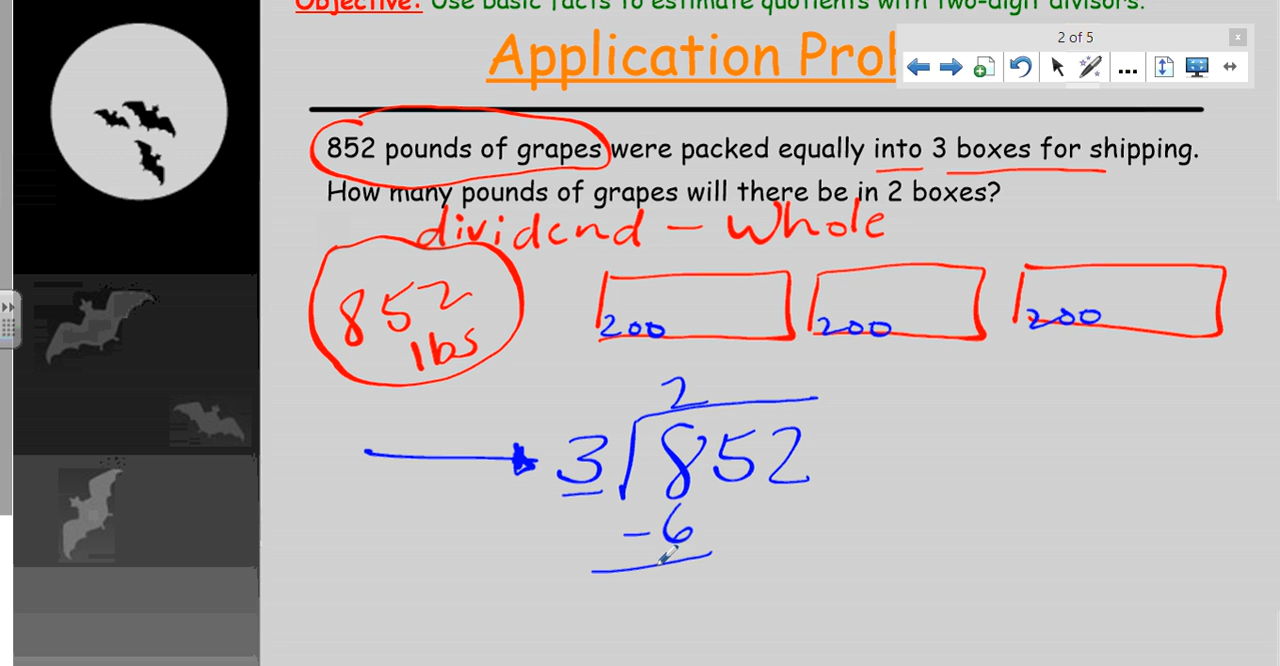 Objective: Use basic facts to estimate quotients with two-digit divisors.
Application Prob
2 of 5
852 pounds of grapes were packed equally into 3 boxes for shipping.
How many pounds of grapes will there be in 2 boxes?
dividend - Whole
852
lbs
200 200 200
2
3 852
-6